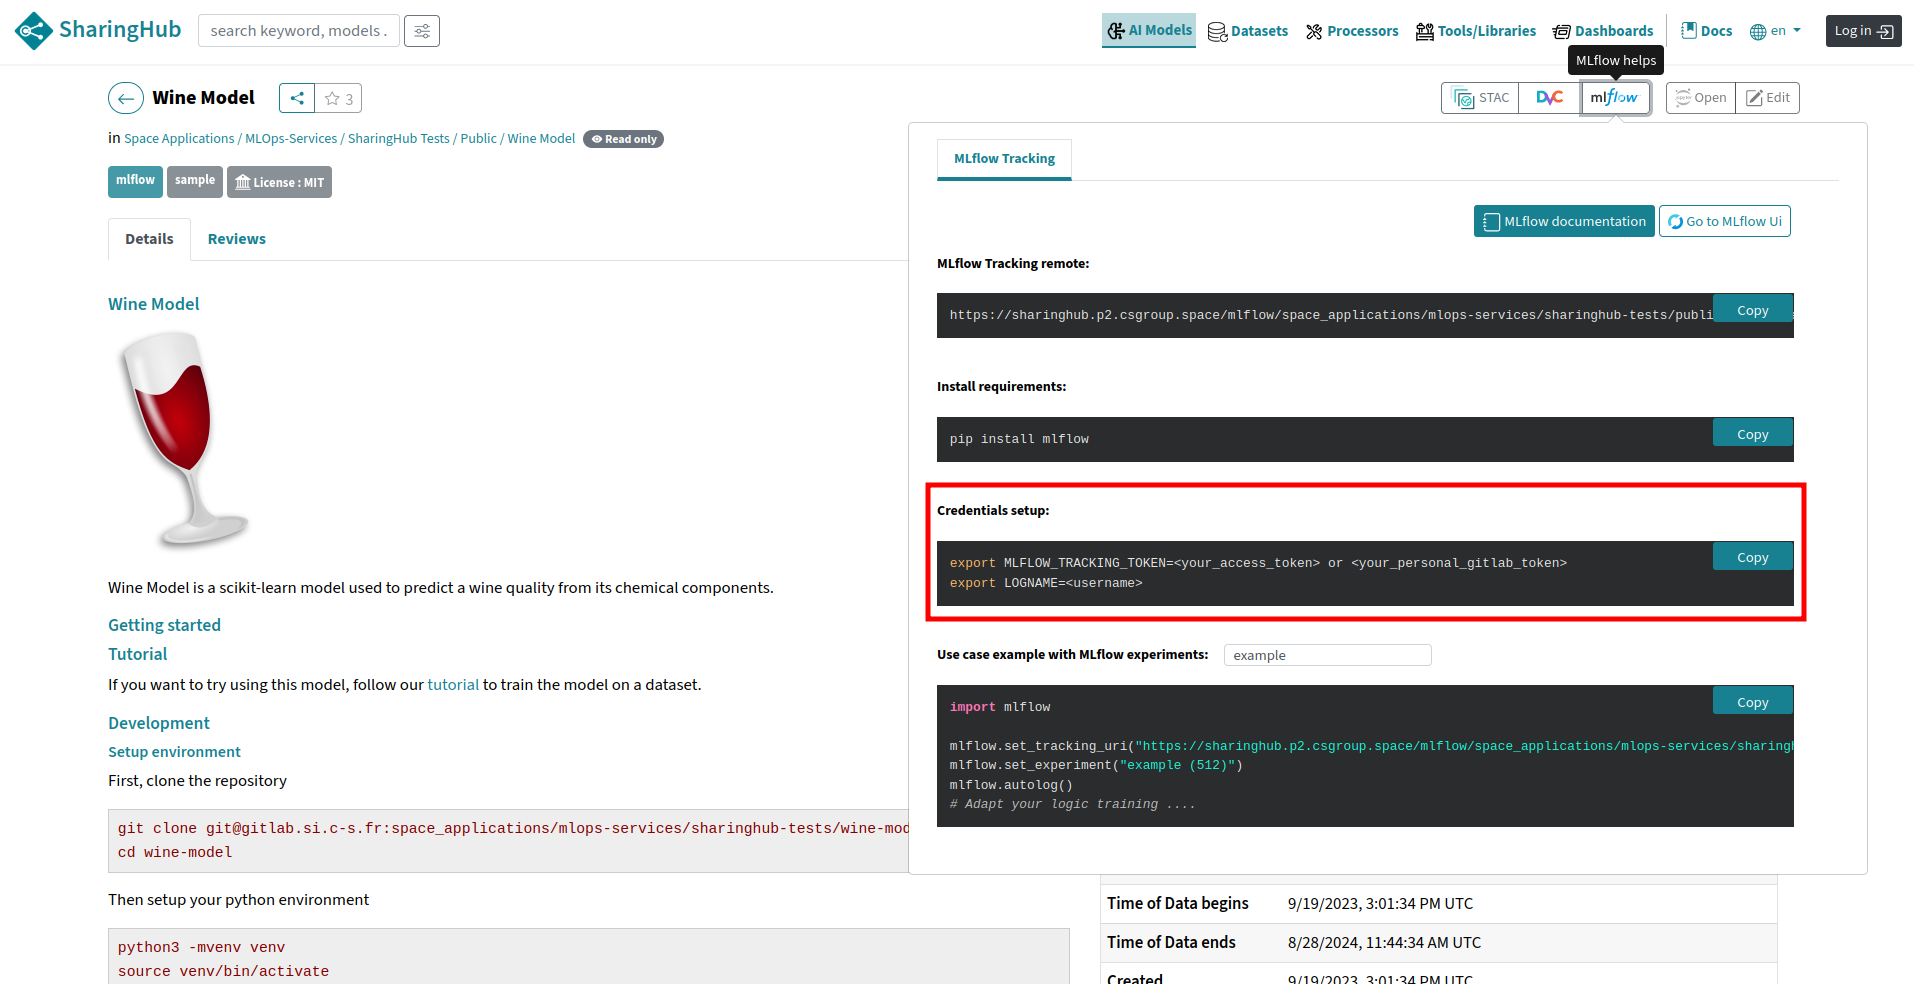 SharingHub
search keyword, models .
AI Models
Datasets
Processors
Tools/Libraries
Dashboards
Docs
en
Log in
MLflow helps
Wine Model
3
STAC
DVC
mlflow
Open
Edit
in Space Applications / MLOps-Services / SharingHub Tests / Public / Wine Model
Read only
mlflow
sample
License : MIT
Details
Reviews
Wine Model
Wine Model is a scikit-learn model used to predict a wine quality from its chemical components.
Getting started
Tutorial
If you want to try using this model, follow our tutorial to train the model on a dataset.
Development
Setup environment
First, clone the repository
git clone git@gitlab.si.c-s.fr:space_applications/mlops-services/sharinghub-tests/wine-mod
cd wine-model
Then setup your python environment
python3 -mvenv venv
source venv/bin/activate
MLflow Tracking
MLflow documentation
Go to MLflow Ui
MLflow Tracking remote:
https://sharinghub.p2.csgroup.space/mlflow/space_applications/mlops-services/sharinghub-tests/publi
Copy
Install requirements:
pip install mlflow
Copy
Credentials setup:
export MLFLOW_TRACKING_TOKEN=<your_access_token> or <your_personal_gitlab_token>
export LOGNAME=<username>
Copy
Use case example with MLflow experiments:
example
import mlflow
mlflow.set_tracking_uri("https://sharinghub.p2.csgroup.space/mlflow/space_applications/mlops-services/sharingh
mlflow.set_experiment("example (512)")
mlflow.autolog()
# Adapt your logic training ....
Copy
Time of Data begins
9/19/2023, 3:01:34 PM UTC
Time of Data ends
8/28/2024, 11:44:34 AM UTC
Created
9/19/2023, 3:01:34 PM UTC